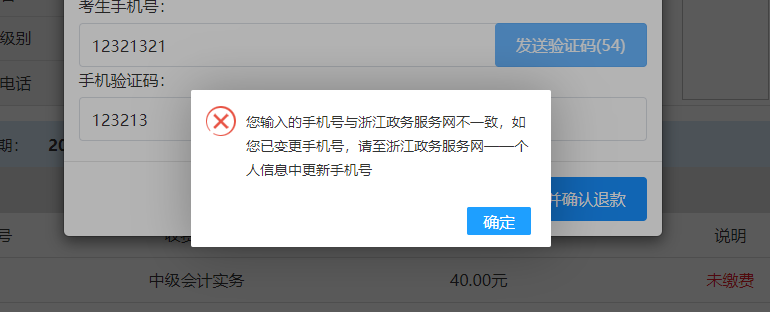 考生手机号：
级别
12321321
发送验证码(54)
手机验证码：
电话
123213
您输入的手机号与浙江政务服务网不一致，如
您已变更手机号，请至浙江政务服务网——个
人信息中更新手机号
期：
20
并确认退款
确定
号
收费
说明
中级会计实务
40.00元
未缴费